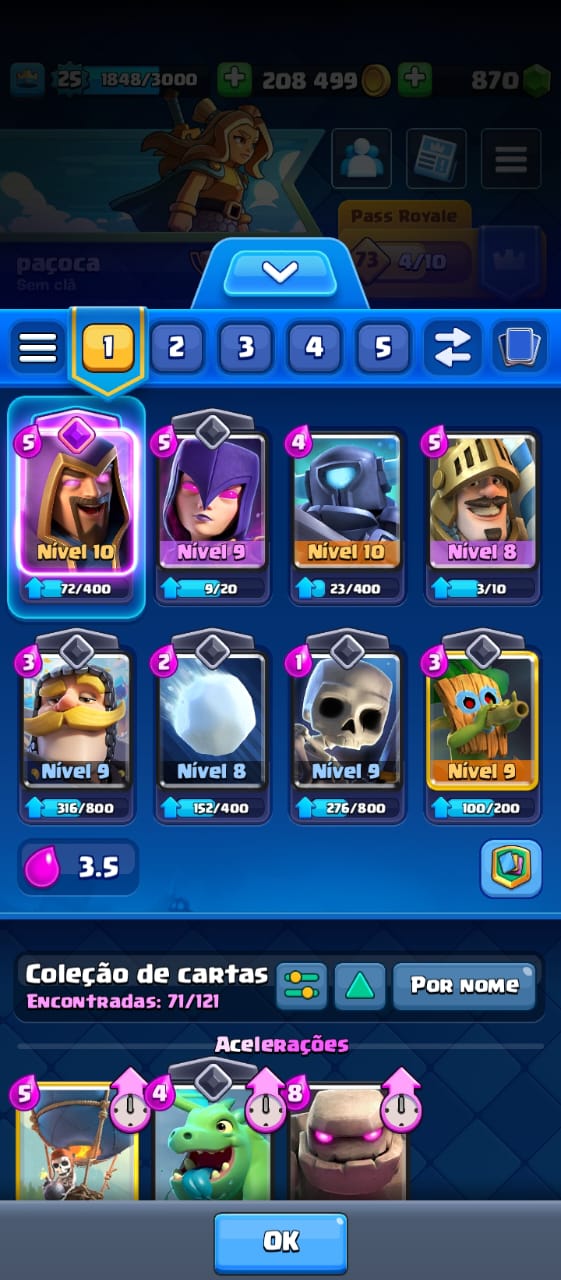 25 1848/3000 208 499 870
Pass Royale
paçoca
73 4/10
Sem clã
1 2 3 4 5
5 5 4 5
Nível 10 Nível 9 Nível 10 Nível 8
72/400 9/20 23/400 3/10
3 2 1 3
Nível 9 Nível 8 Nível 9 Nível 9
316/800 152/400 276/800 100/200
3.5
Coleção de cartas
Encontradas: 71/121
Por nome
Acelerações
5 4 8
OK